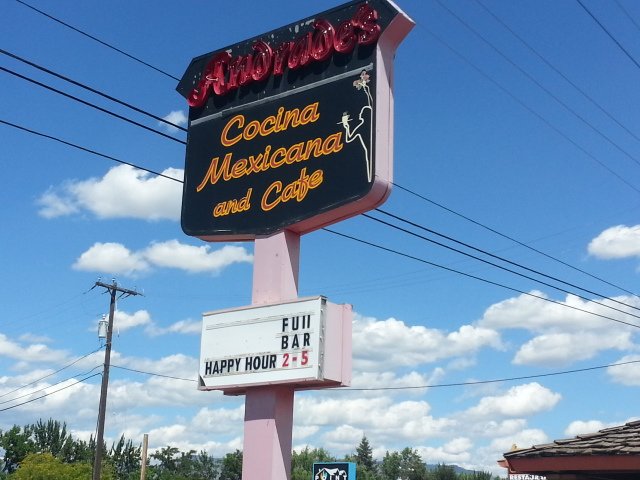 Andrade's
Cocina
Mexicana
and Cafe
FUll
BAR
HAPPY HOUR 2-5